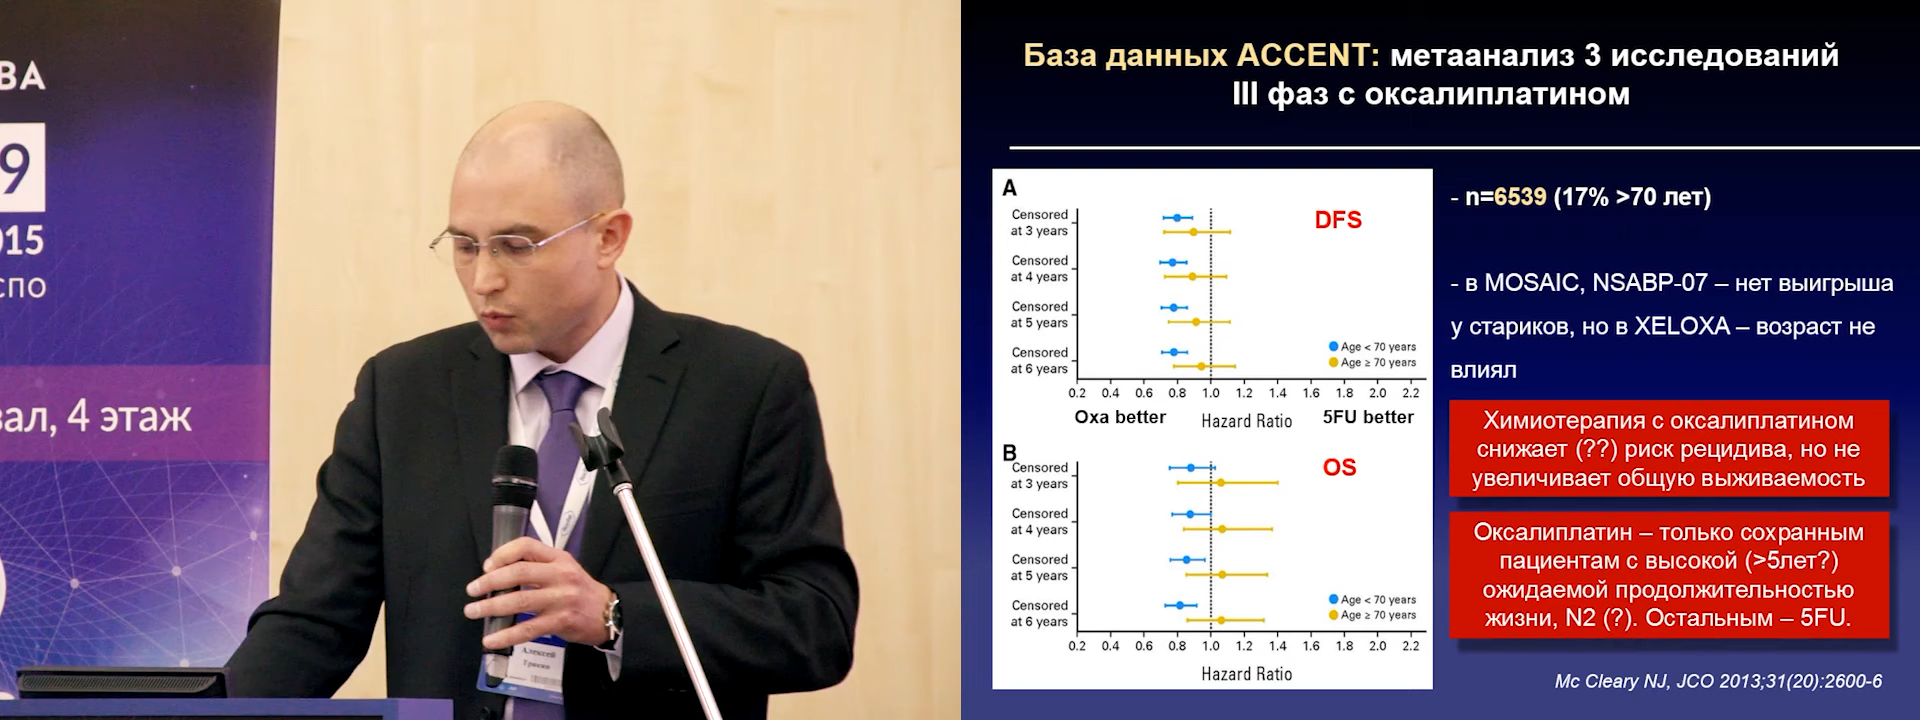 ВА
9
015
спо
зал, 4 этаж
Алексей
База данных ACCENT: метаанализ 3 исследований
III фаз с оксалиплатином
A
Censored
at 3 years
DFS
Censored
at 4 years
Censored
at 5 years
Censored
at 6 years
Age < 70 years
Age ≥ 70 years
0.2 0.4 0.6 0.8 1.0 1.2 1.4 1.6 1.8 2.0 2.2
Oxa better
Hazard Ratio
5FU better
B
Censored
at 3 years
OS
Censored
at 4 years
Censored
at 5 years
Censored
at 6 years
Age < 70 years
Age ≥ 70 years
0.2 0.4 0.6 0.8 1.0 1.2 1.4 1.6 1.8 2.0 2.2
Hazard Ratio
- n=6539 (17% >70 лет)
- в MOSAIC, NSABP-07 – нет выигрыша
у стариков, но в XELOXA – возраст не
влиял
Химиотерапия с оксалиплатином
снижает (??) риск рецидива, но не
увеличивает общую выживаемость
Оксалиплатин – только сохранным
пациентам с высокой (>5лет?)
ожидаемой продолжительностью
жизни, N2 (?). Остальным – 5FU.
Mc Cleary NJ, JCO 2013;31(20):2600-6